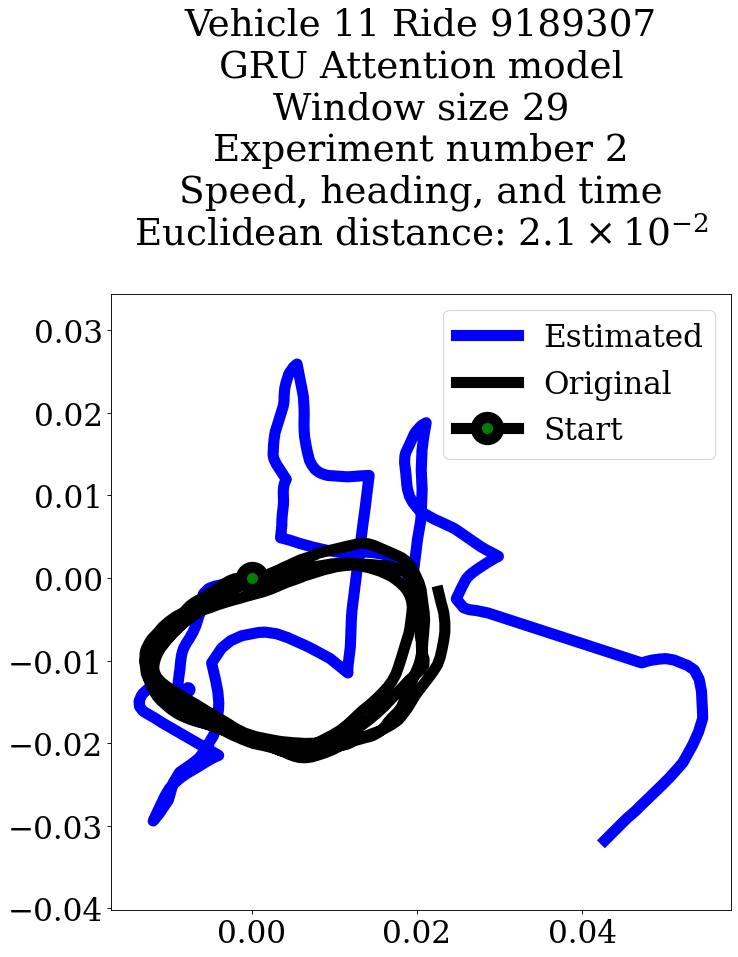 Vehicle 11 Ride 9189307
GRU Attention model
Window size 29
Experiment number 2
Speed, heading, and time
Euclidean distance: 2.1 × 10⁻²
Estimated
Original
Start
0.03
0.02
0.01
0.00
−0.01
−0.02
−0.03
−0.04
0.00 0.02 0.04